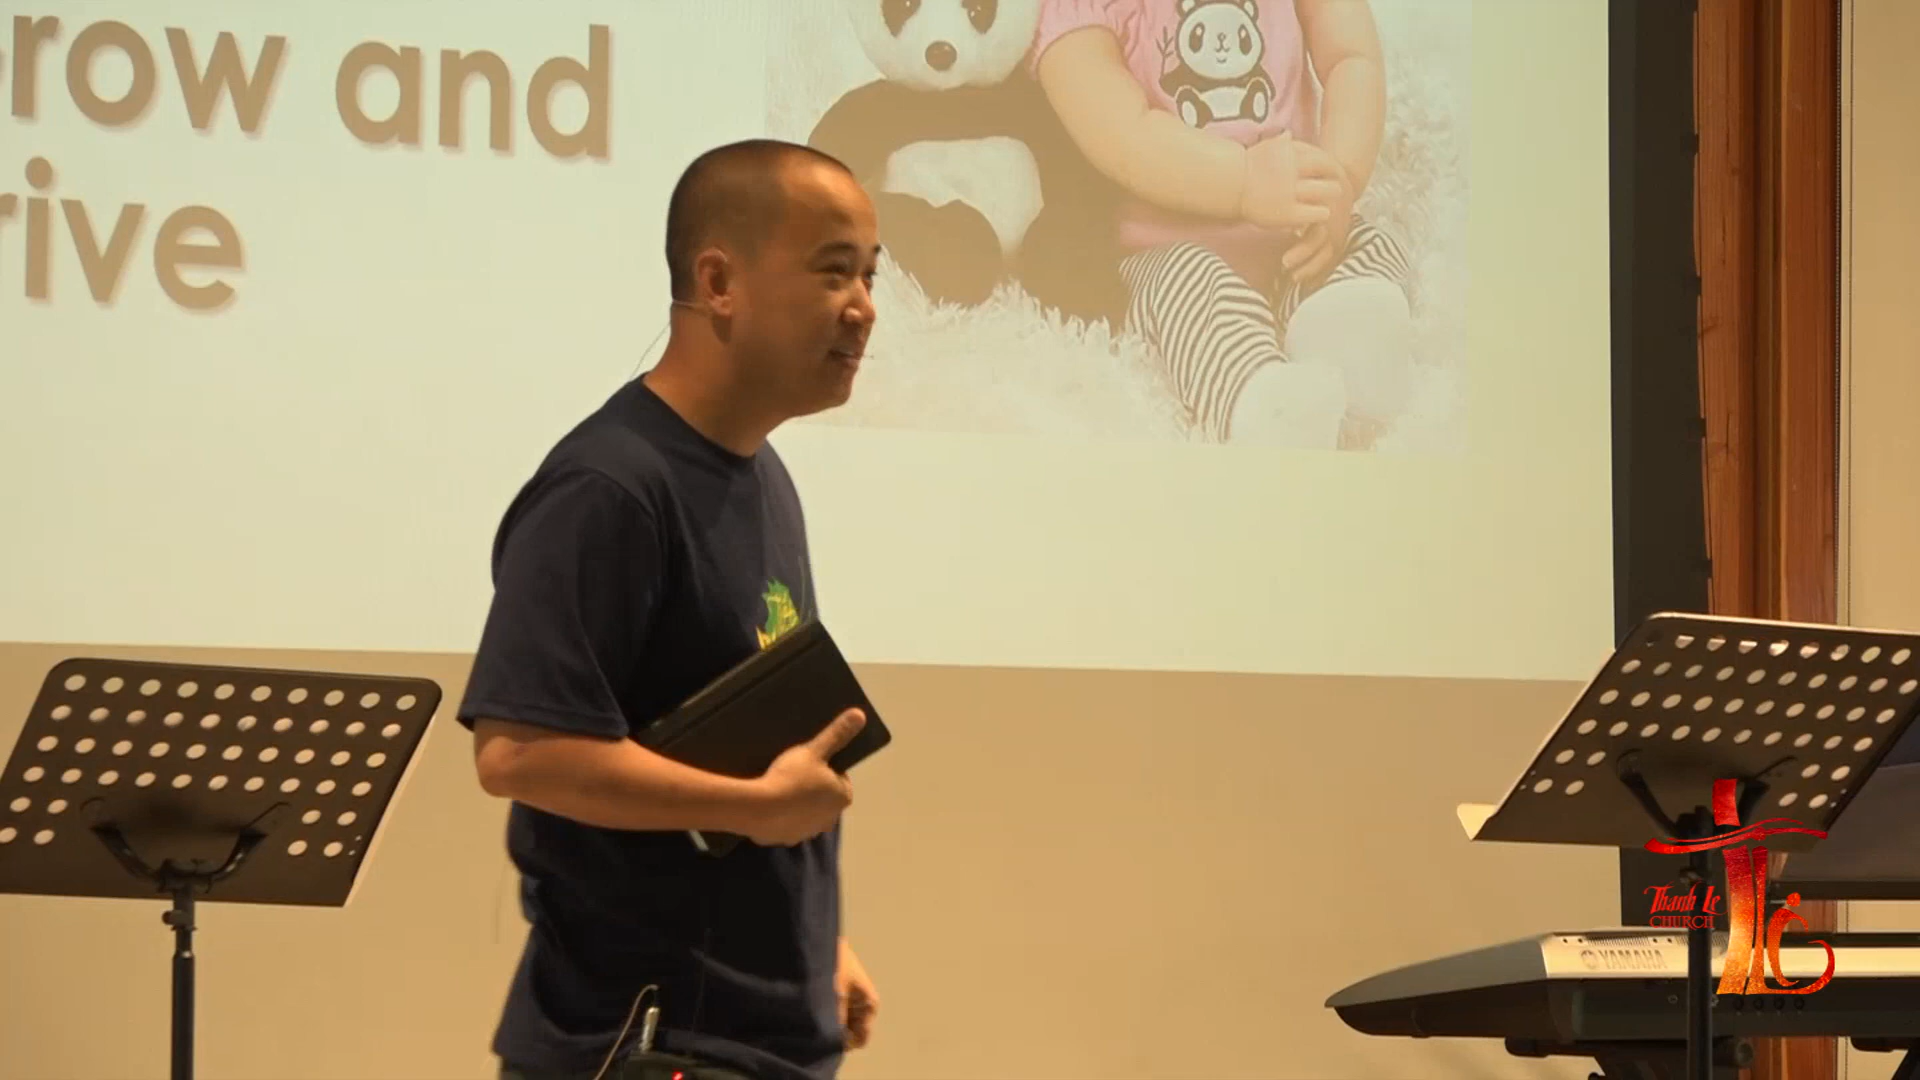 row and
rive
Thanh Le
CHURCH
YAMAHA